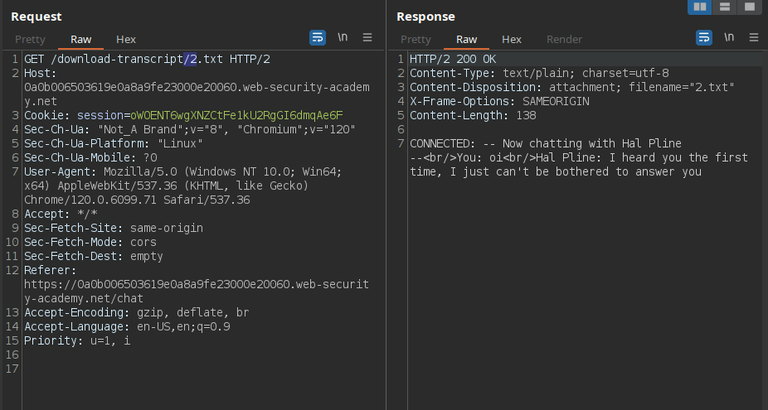 Request
Response
Pretty Raw Hex
\n
Pretty Raw Hex Render
\n
1 GET /download-transcript/2.txt HTTP/2
2 Host:
0a0b006503619e0a8a9fe23000e20060.web-security-academ
y.net
3 Cookie: session=oWOENT6wgXNZCtFe1kU2RgGI6dmqAe6F
4 Sec-Ch-Ua: "Not_A Brand";v="8", "Chromium";v="120"
5 Sec-Ch-Ua-Platform: "Linux"
6 Sec-Ch-Ua-Mobile: ?0
7 User-Agent: Mozilla/5.0 (Windows NT 10.0; Win64;
x64) AppleWebKit/537.36 (KHTML, like Gecko)
Chrome/120.0.6099.71 Safari/537.36
8 Accept: */*
9 Sec-Fetch-Site: same-origin
10 Sec-Fetch-Mode: cors
11 Sec-Fetch-Dest: empty
12 Referer:
https://0a0b006503619e0a8a9fe23000e20060.web-securit
y-academy.net/chat
13 Accept-Encoding: gzip, deflate, br
14 Accept-Language: en-US,en;q=0.9
15 Priority: u=1, i
16
17
1 HTTP/2 200 OK
2 Content-Type: text/plain; charset=utf-8
3 Content-Disposition: attachment; filename="2.txt"
4 X-Frame-Options: SAMEORIGIN
5 Content-Length: 138
6
7 CONNECTED: -- Now chatting with Hal Pline
--<br/>You: oi<br/>Hal Pline: I heard you the first
time, I just can't be bothered to answer you